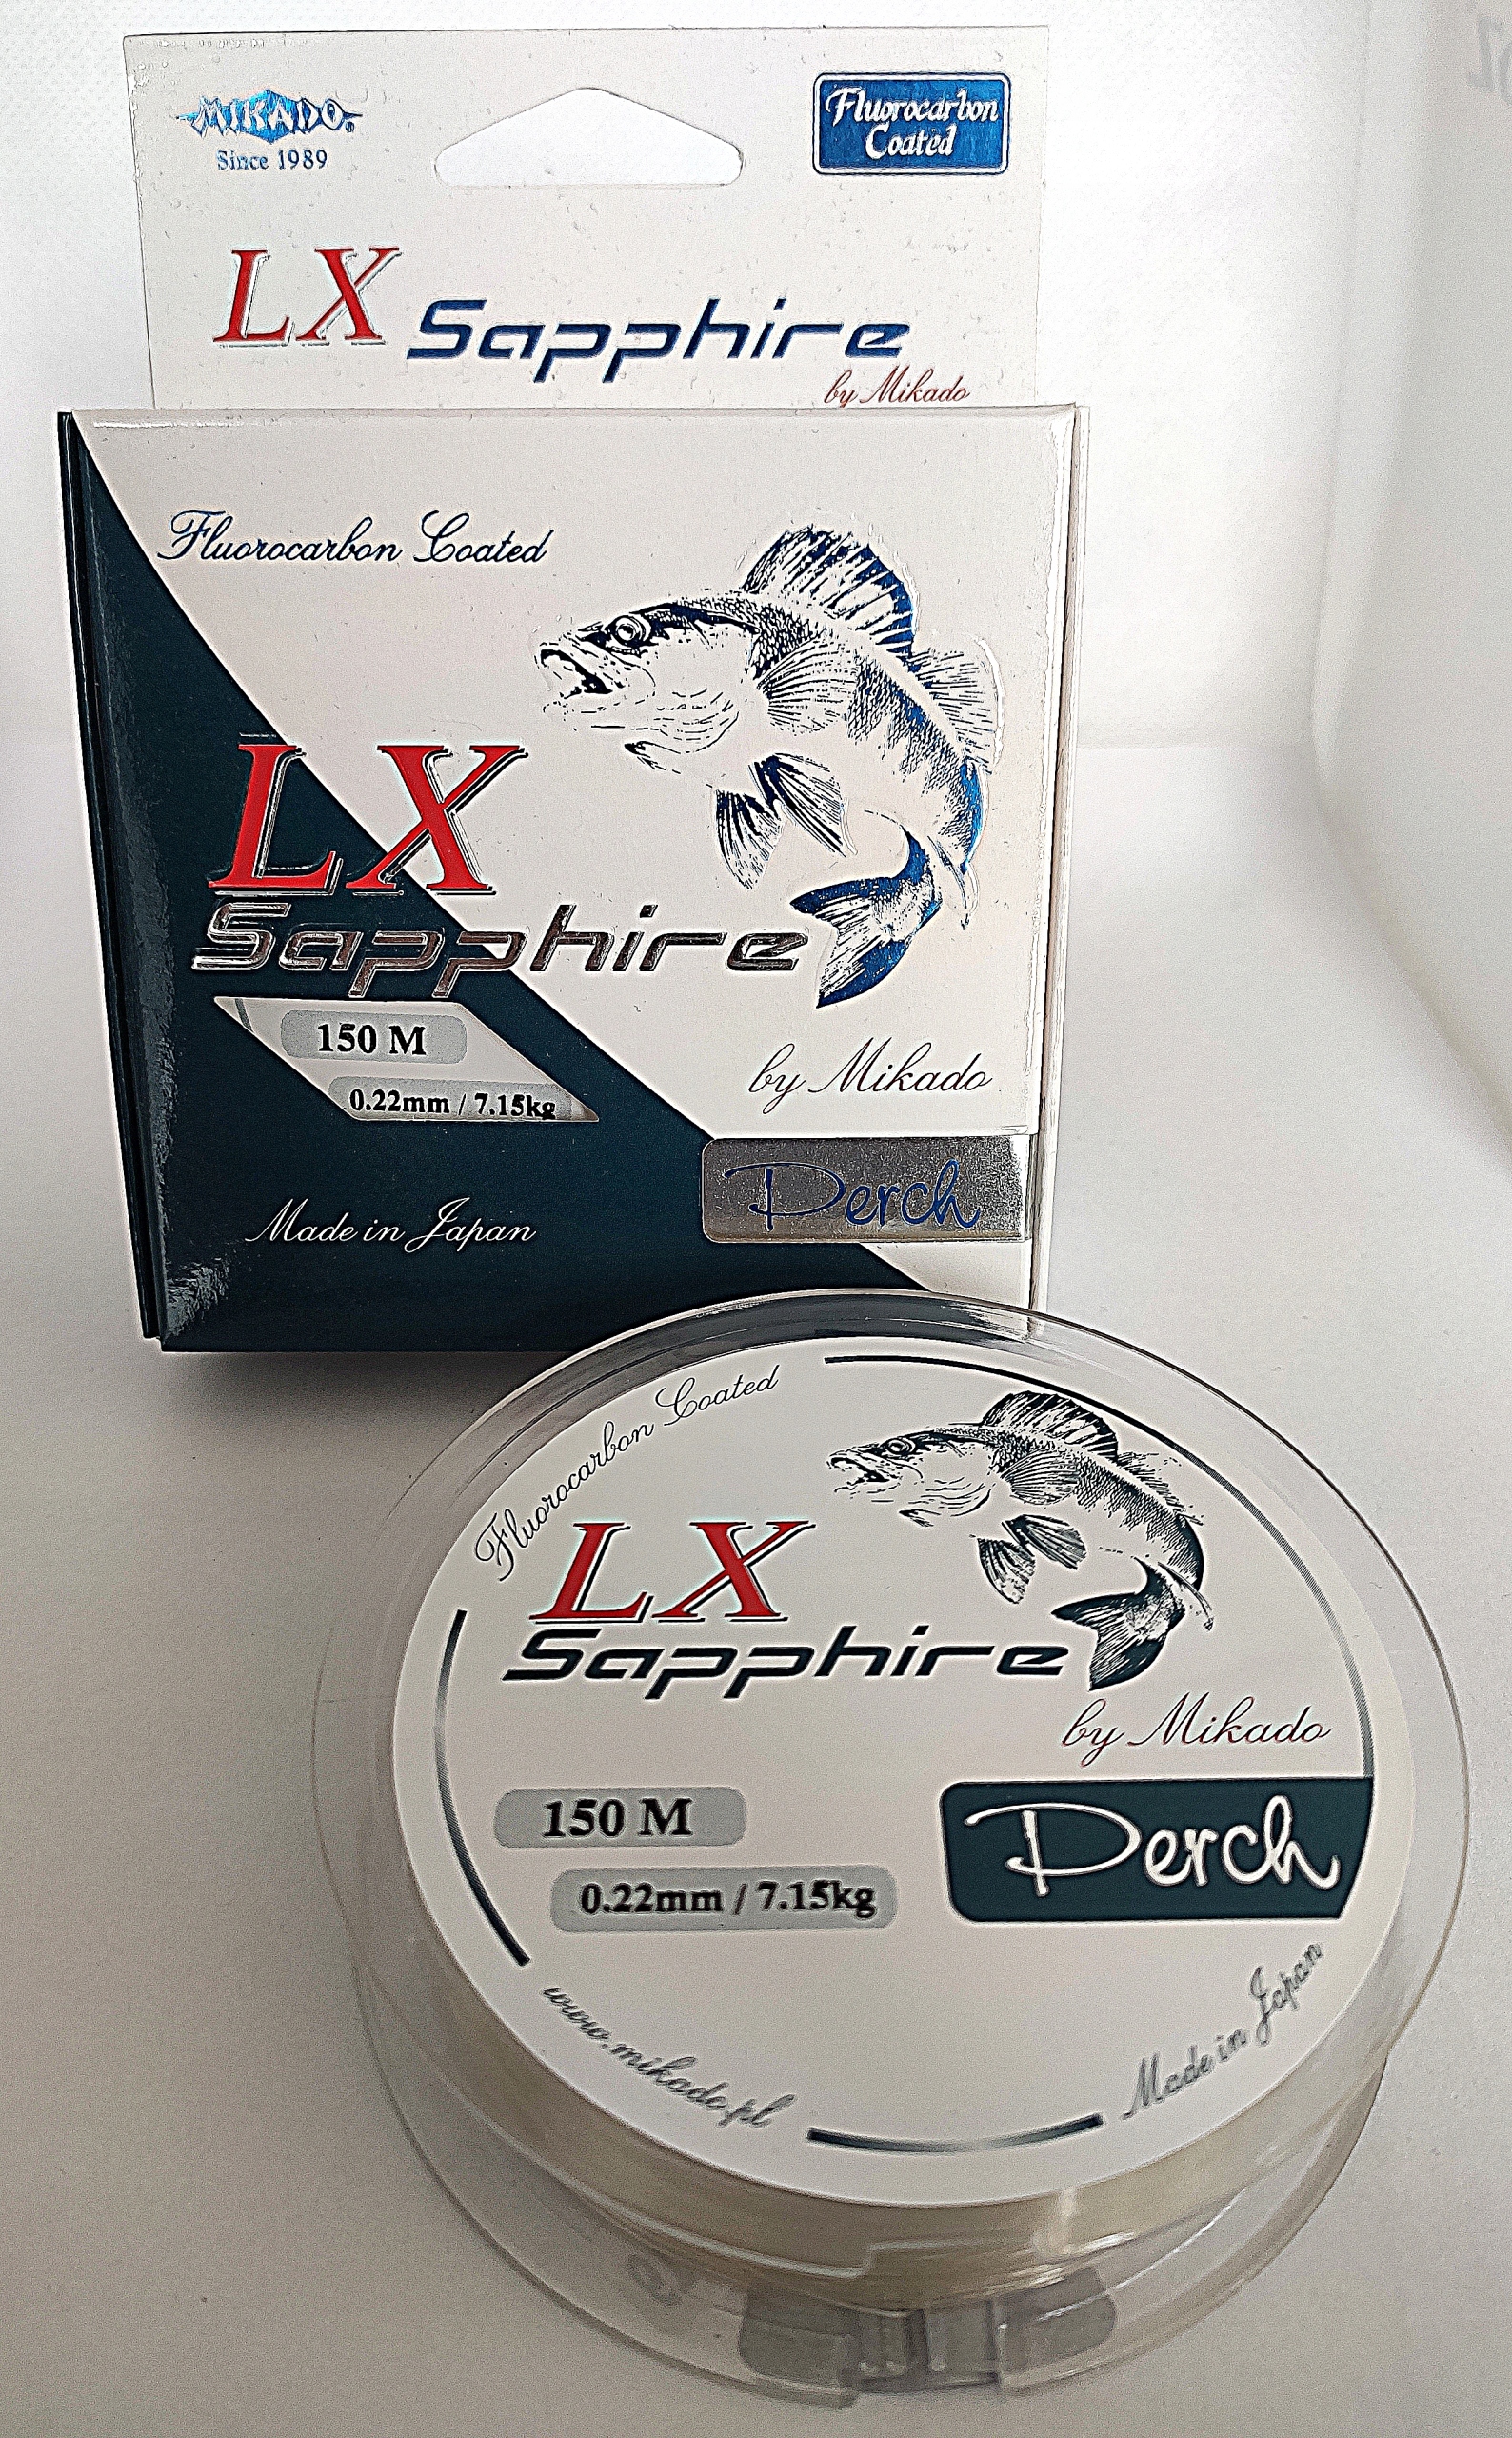 MIKADO
Since 1989
Fluorocarbon
Coated
LX Sapphire
by Mikado
Fluorocarbon Coated
LX
Sapphire
150 M
0.22mm / 7.15kg
by Mikado
Perch
Made in Japan
Fluorocarbon Coated
LX
Sapphire
by Mikado
150 M
0.22mm / 7.15kg
Perch
www.mikado.pl
Made in Japan